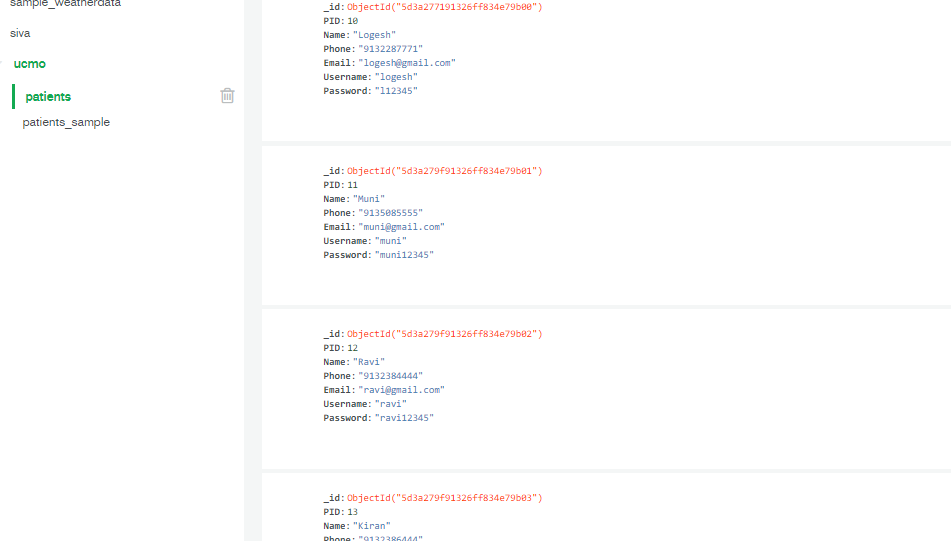 sample_weatherdata
siva
ucmo
patients
patients_sample
_id: ObjectId("5d3a277191326ff834e79b00")
PID: 10
Name: "Logesh"
Phone: "9132287771"
Email: "logesh@gmail.com"
Username: "logesh"
Password: "l12345"
_id: ObjectId("5d3a279f91326ff834e79b01")
PID: 11
Name: "Muni"
Phone: "9135085555"
Email: "muni@gmail.com"
Username: "muni"
Password: "muni12345"
_id: ObjectId("5d3a279f91326ff834e79b02")
PID: 12
Name: "Ravi"
Phone: "9132384444"
Email: "ravi@gmail.com"
Username: "ravi"
Password: "ravi12345"
_id: ObjectId("5d3a279f91326ff834e79b03")
PID: 13
Name: "Kiran"
Phone: "9132386444"